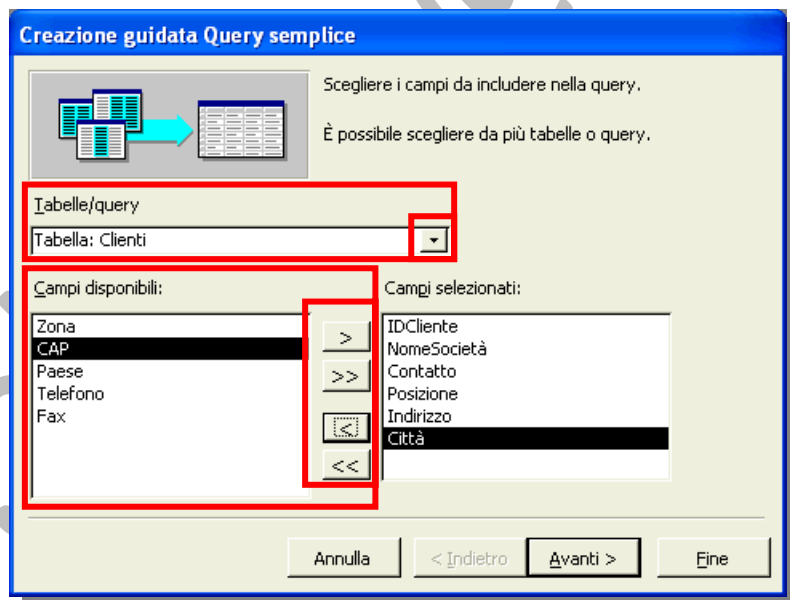 Creazione guidata Query semplice
Scegliere i campi da includere nella query.
È possibile scegliere da più tabelle o query.
Tabelle/query
Tabella: Clienti
Campi disponibili:
Campi selezionati:
Zona
CAP
Paese
Telefono
Fax
>
>>
<
<<
IDCliente
NomeSocietà
Contatto
Posizione
Indirizzo
Città
Annulla
< Indietro
Avanti >
Fine